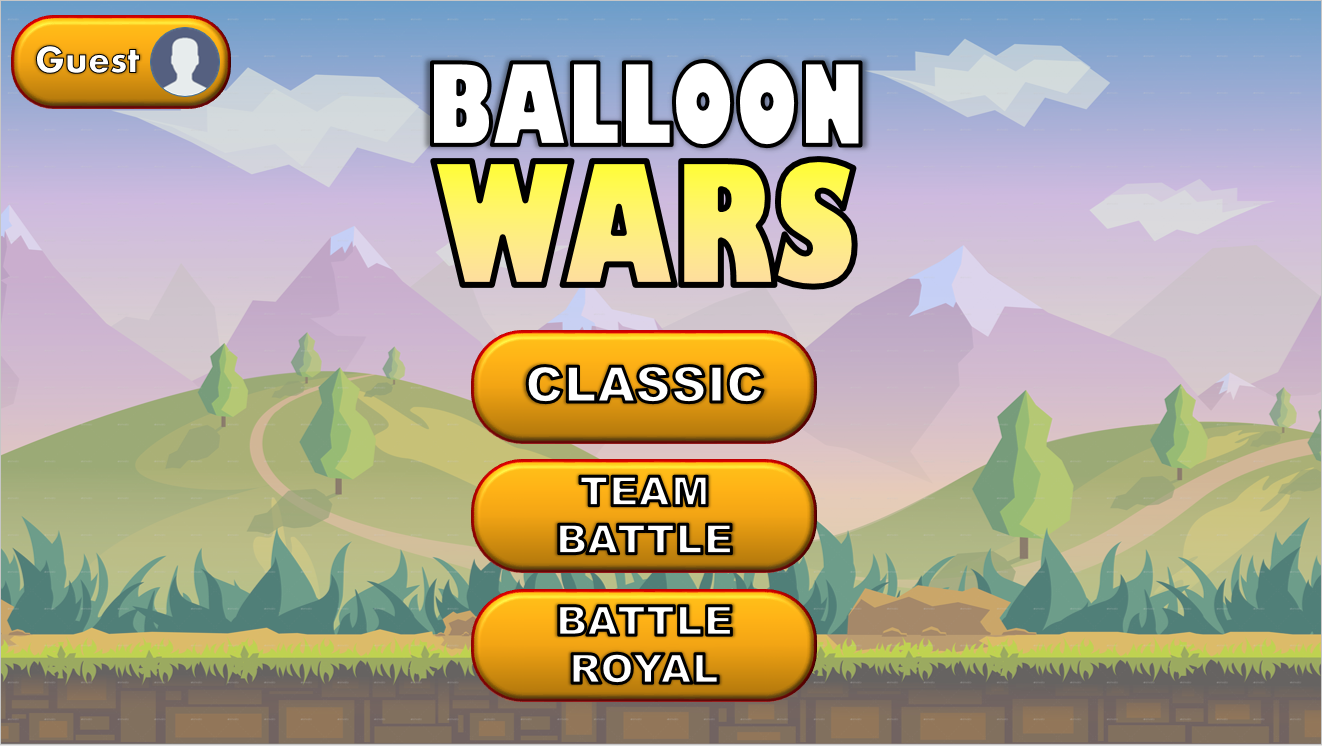 Guest
BALLOON
WARS
CLASSIC
TEAM
BATTLE
BATTLE
ROYAL